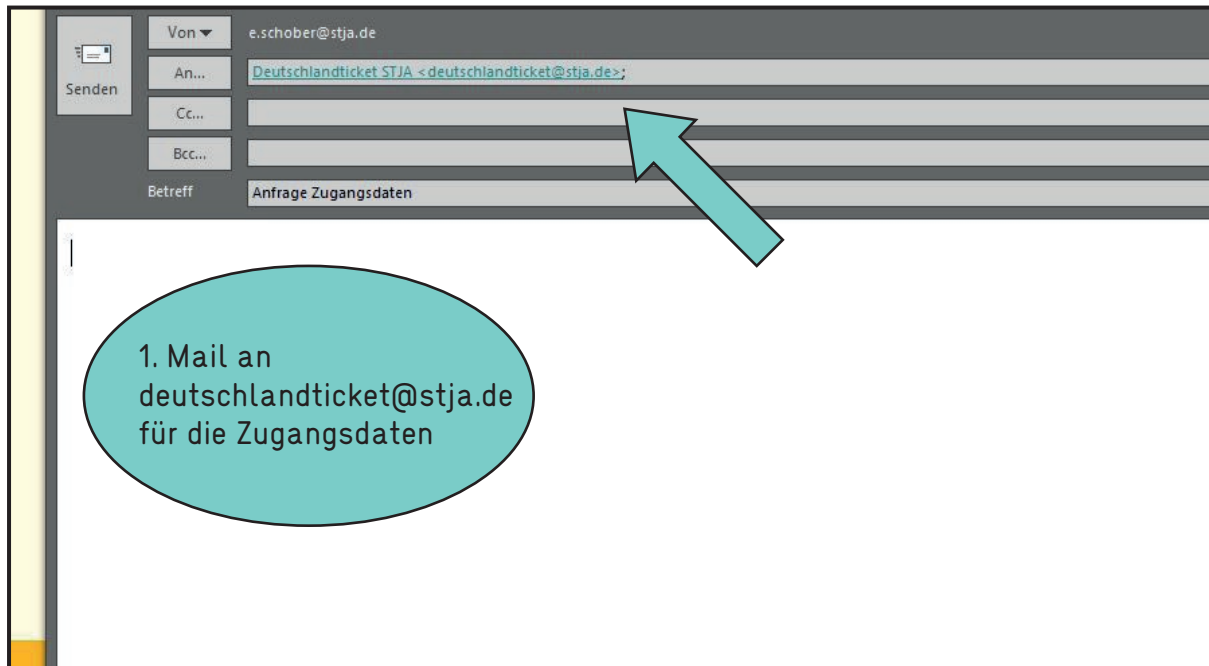 Senden
Von
e.schober@stja.de
An...
Deutschlandticket STJA <deutschlandticket@stja.de>;
Cc...
Bcc...
Betreff
Anfrage Zugangsdaten
1. Mail an
deutschlandticket@stja.de
für die Zugangsdaten